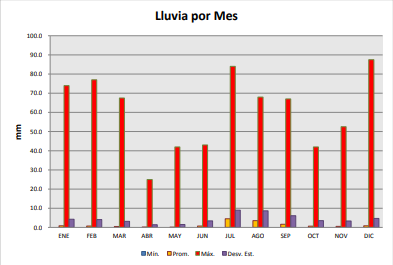 Lluvia por Mes
100.0
90.0
80.0
70.0
60.0
50.0
40.0
30.0
20.0
10.0
0.0
mm
ENE FEB MAR ABR MAY JUN JUL AGO SEP OCT NOV DIC
Mín. Prom. Máx. Desv. Est.